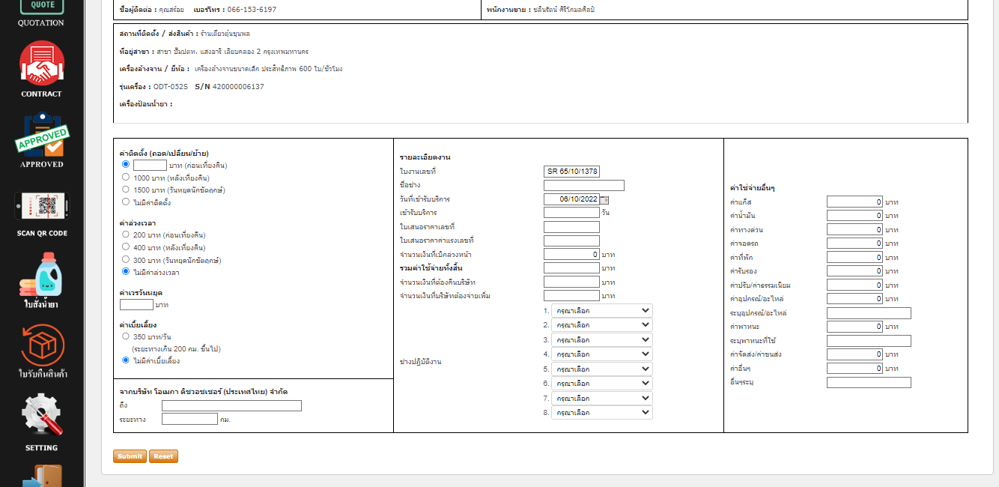 QUOTE
QUOTATION
CONTRACT
APPROVED
APPROVED
SCAN QR CODE
ใบสั่งน้ำยา
ใบรับคืนสินค้า
SETTING
ชื่อผู้ติดต่อ : คุณสร้อย เบอร์โทร : 066-153-6197
พนักงานขาย : ชลินรัตน์ ศิริโกมลศิลป์
สถานที่ติดตั้ง / ส่งสินค้า : ร้านเตี๋ยวตุ๋นขุนพล
ที่อยู่สาขา : สาขา ปั๊มปตท. แสงอารี เลียบคลอง 2 กรุงเทพมหานคร
เครื่องล้างจาน / ยี่ห้อ : เครื่องล้างจานขนาดเล็ก ประสิทธิภาพ 600 ใบ/ชั่วโมง
รุ่นเครื่อง : ODT-052S S/N 420000006137
เครื่องป้อนน้ำยา :
ค่าติดตั้ง (ถอด/เปลี่ยน/ย้าย)
บาท (ก่อนเที่ยงคืน)
1000 บาท (หลังเที่ยงคืน)
1500 บาท (วันหยุดนักขัตฤกษ์)
ไม่มีค่าติดตั้ง
ค่าล่วงเวลา
200 บาท (ก่อนเที่ยงคืน)
400 บาท (หลังเที่ยงคืน)
300 บาท (วันหยุดนักขัตฤกษ์)
ไม่มีค่าล่วงเวลา
ค่าเวรวันหยุด
บาท
ค่าเบี้ยเลี้ยง
350 บาท/วัน
(ระยะทางเกิน 200 กม. ขึ้นไป)
ไม่มีค่าเบี้ยเลี้ยง
จากบริษัท โอเมกา ดิชวอชเชอร์ (ประเทศไทย) จำกัด
ถึง
ระยะทาง กม.
รายละเอียดงาน
ใบงานเลขที่ SR 65/10/1378
ชื่อช่าง
วันที่เข้ารับบริการ 06/10/2022
เข้ารับบริการ วัน
ใบเสนอราคาเลขที่
ใบเสนอราคาค่าแรงเลขที่
จำนวนเงินที่เบิกล่วงหน้า 0 บาท
รวมค่าใช้จ่ายทั้งสิ้น บาท
จำนวนเงินที่ต้องคืนบริษัท บาท
จำนวนเงินที่บริษัทต้องจ่ายเพิ่ม บาท
ช่างปฏิบัติงาน
1. กรุณาเลือก
2. กรุณาเลือก
3. กรุณาเลือก
4. กรุณาเลือก
5. กรุณาเลือก
6. กรุณาเลือก
7. กรุณาเลือก
8. กรุณาเลือก
ค่าใช้จ่ายอื่นๆ
ค่าแก็ส 0 บาท
ค่าน้ำมัน 0 บาท
ค่าทางด่วน 0 บาท
ค่าจอดรถ 0 บาท
ค่าที่พัก 0 บาท
ค่ารับรอง 0 บาท
ค่าปรับ/ค่าธรรมเนียม 0 บาท
ค่าอุปกรณ์/อะไหล่ 0 บาท
ระบุอุปกรณ์/อะไหล่
ค่าพาหนะ 0 บาท
ระบุพาหนะที่ใช้
ค่าจัดส่ง/ค่าขนส่ง 0 บาท
ค่าอื่นๆ 0 บาท
อื่นๆระบุ
Submit Reset